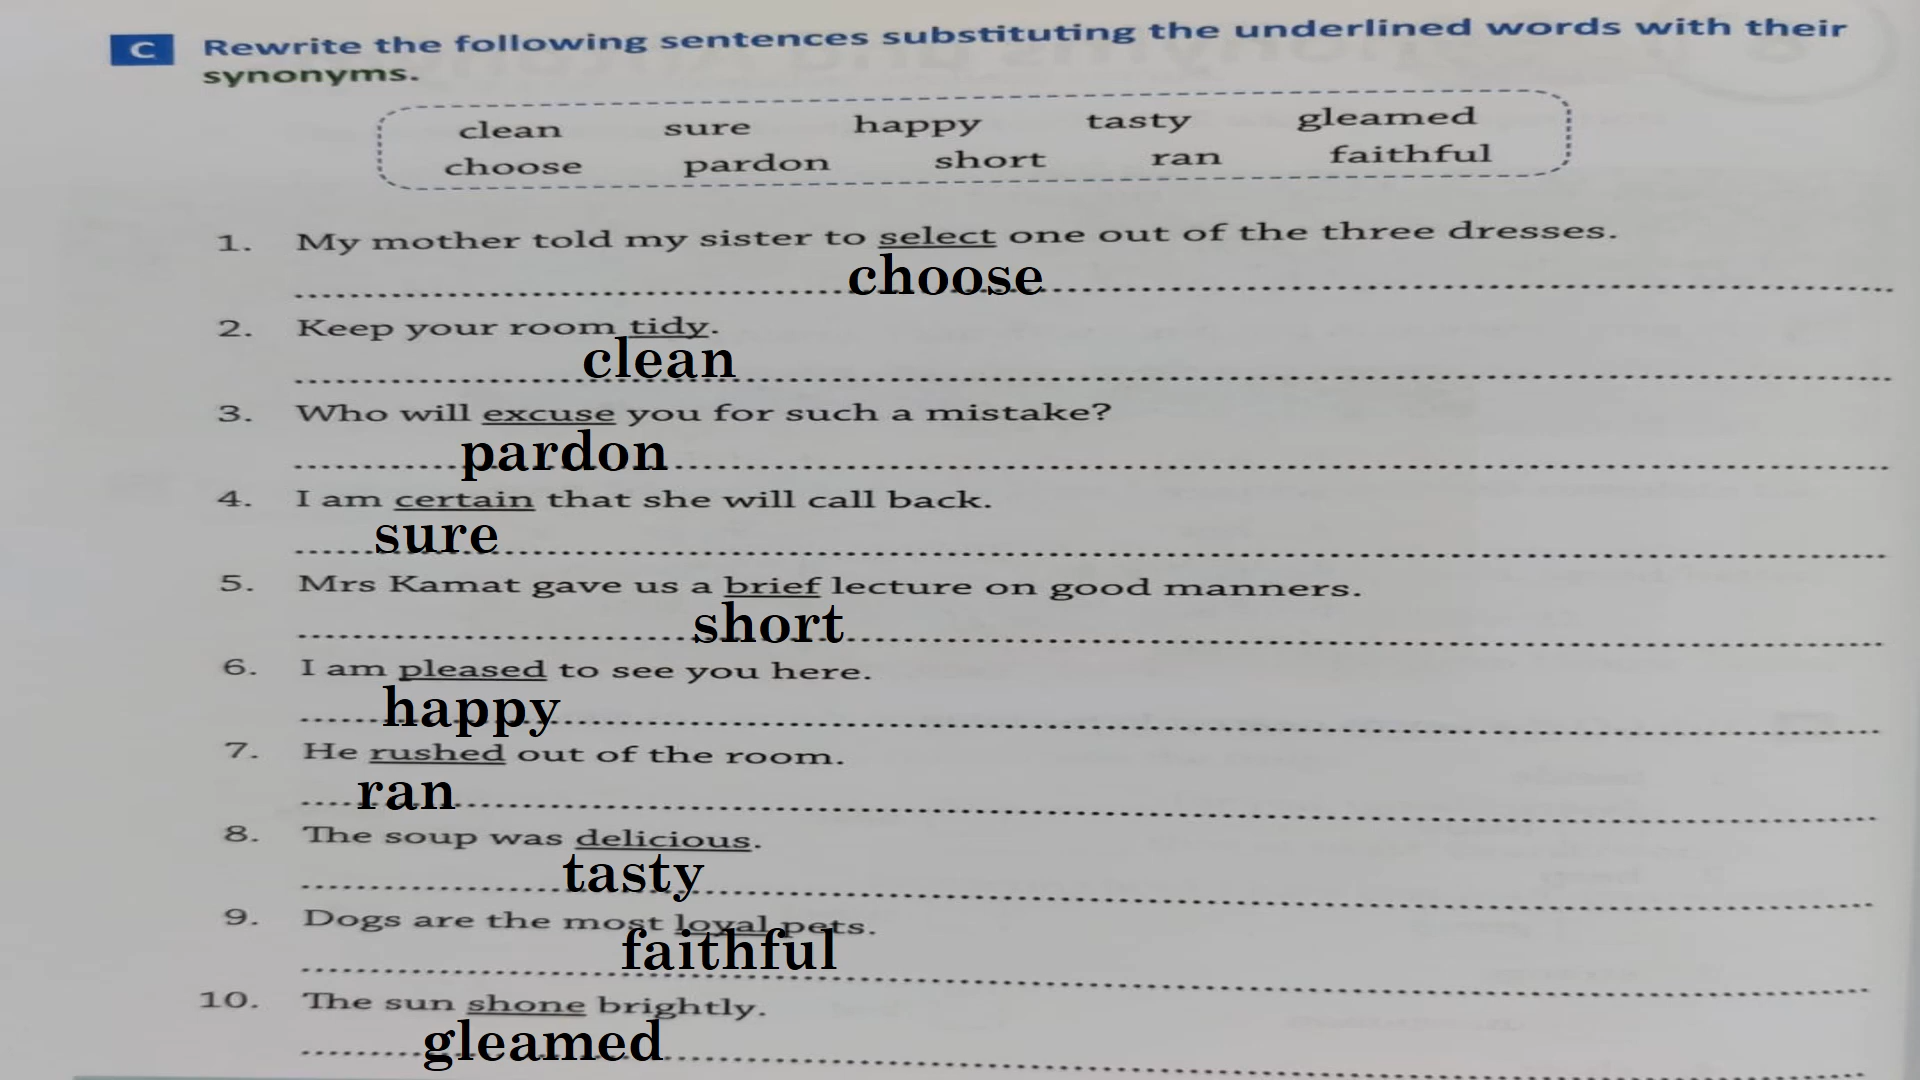 C Rewrite the following sentences substituting the underlined words with their
synonyms.
clean sure happy tasty gleamed
choose pardon short ran faithful
1. My mother told my sister to select one out of the three dresses.
choose
2. Keep your room tidy.
clean
3. Who will excuse you for such a mistake?
pardon
4. I am certain that she will call back.
sure
5. Mrs Kamat gave us a brief lecture on good manners.
short
6. I am pleased to see you here.
happy
7. He rushed out of the room.
ran
8. The soup was delicious.
tasty
9. Dogs are the most loyal pets.
faithful
10. The sun shone brightly.
gleamed